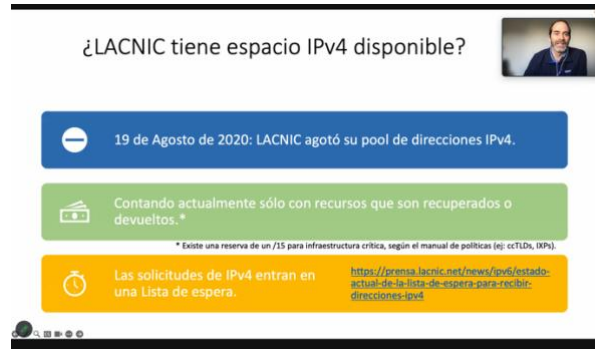 ¿LACNIC tiene espacio IPv4 disponible?
19 de Agosto de 2020: LACNIC agotó su pool de direcciones IPv4.
Contando actualmente sólo con recursos que son recuperados o
devueltos.*
* Existe una reserva de un /15 para infraestructura crítica, según el manual de políticas (ej: ccTLDs, IXPs).
Las solicitudes de IPv4 entran en
una Lista de espera.
https://prensa.lacnic.net/news/ipv6/estado-
actual-de-la-lista-de-espera-para-recibir-
direcciones-ipv4